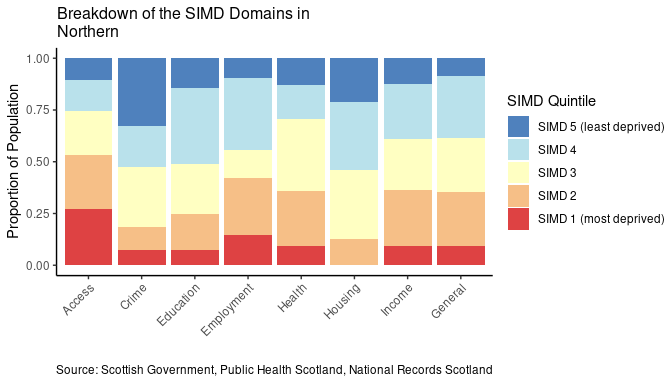 Breakdown of the SIMD Domains in
Northern
Proportion of Population
1.00
0.75
0.50
0.25
0.00
Access
Crime
Education
Employment
Health
Housing
Income
General
SIMD Quintile
SIMD 5 (least deprived)
SIMD 4
SIMD 3
SIMD 2
SIMD 1 (most deprived)
Source: Scottish Government, Public Health Scotland, National Records Scotland